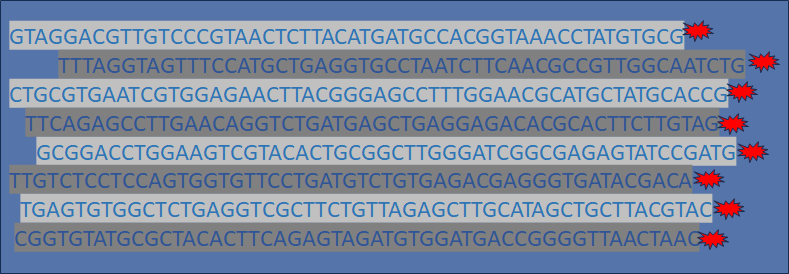 GTAGGACGTTGTCCCGTAACTCTTACATGATGCCACGGTAAACCTATGTGCG
TTTAGGTAGTTTCCATGCTGAGGTGCCTAATCTTCAACGCCGTTGGCAATCTG
CTGCGTGAATCGTGGAGAACTTACGGGAGCCTTTGGAACGCATGCTATGCACCG
TTCAGAGCCTTGAACAGGTCTGATGAGCTGAGGAGACACGCACTTCTTGTAG
GCGGACCTGGAAGTCGTACACTGCGGCTTGGGATCGGCGAGAGTATCCGATG
TTGTCTCCTCCAGTGGTGTTCCTGATGTCTGTGAGACGAGGGTGATACGACA
TGAGTGTGGCTCTGAGGTCGCTTCTGTTAGAGCTTGCATAGCTGCTTACGTAC
CGGTGTATGCGCTACACTTCAGAGTAGATGTGGATGACCGGGGTTAACTAAC